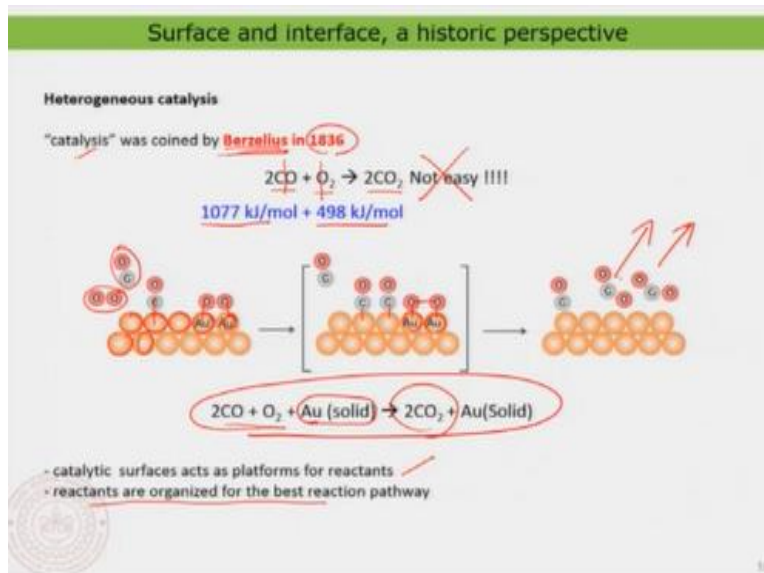 Surface and interface, a historic perspective
Heterogeneous catalysis
"catalysis" was coined by Berzelius in 1836
2CO + O₂ → 2CO₂ Not easy !!!!
1077 kJ/mol + 498 kJ/mol
O C O O O C O O Au Au
O C O O C C O O Au Au
O C O C O O C O
2CO + O₂ + Au (solid) → 2CO₂ + Au(Solid)
- catalytic surfaces acts as platforms for reactants
- reactants are organized for the best reaction pathway